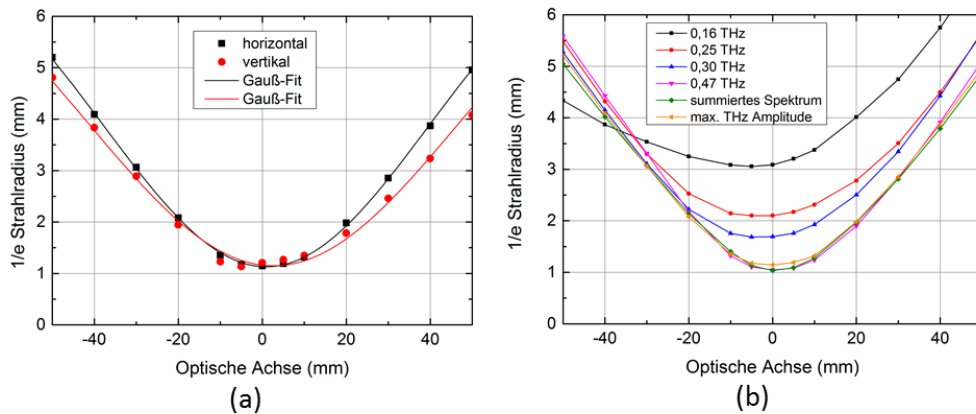 1/e Strahlradius (mm)
6
5
4
3
2
1
0
horizontal
vertikal
Gauß-Fit
Gauß-Fit
-40
-20
0
20
40
Optische Achse (mm)
(a)
1/e Strahlradius (mm)
6
5
4
3
2
1
0
0,16 THz
0,25 THz
0,30 THz
0,47 THz
summiertes Spektrum
max. THz Amplitude
-40
-20
0
20
40
Optische Achse (mm)
(b)